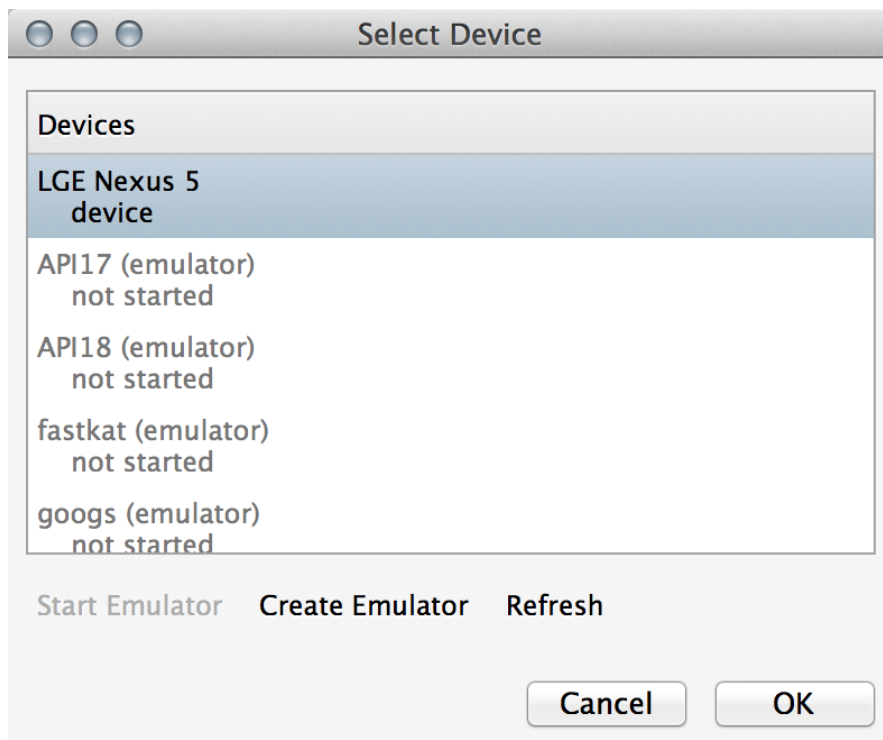 Select Device
Devices
LGE Nexus 5
device
API17 (emulator)
not started
API18 (emulator)
not started
fastkat (emulator)
not started
googs (emulator)
not started
Start Emulator Create Emulator Refresh
Cancel OK